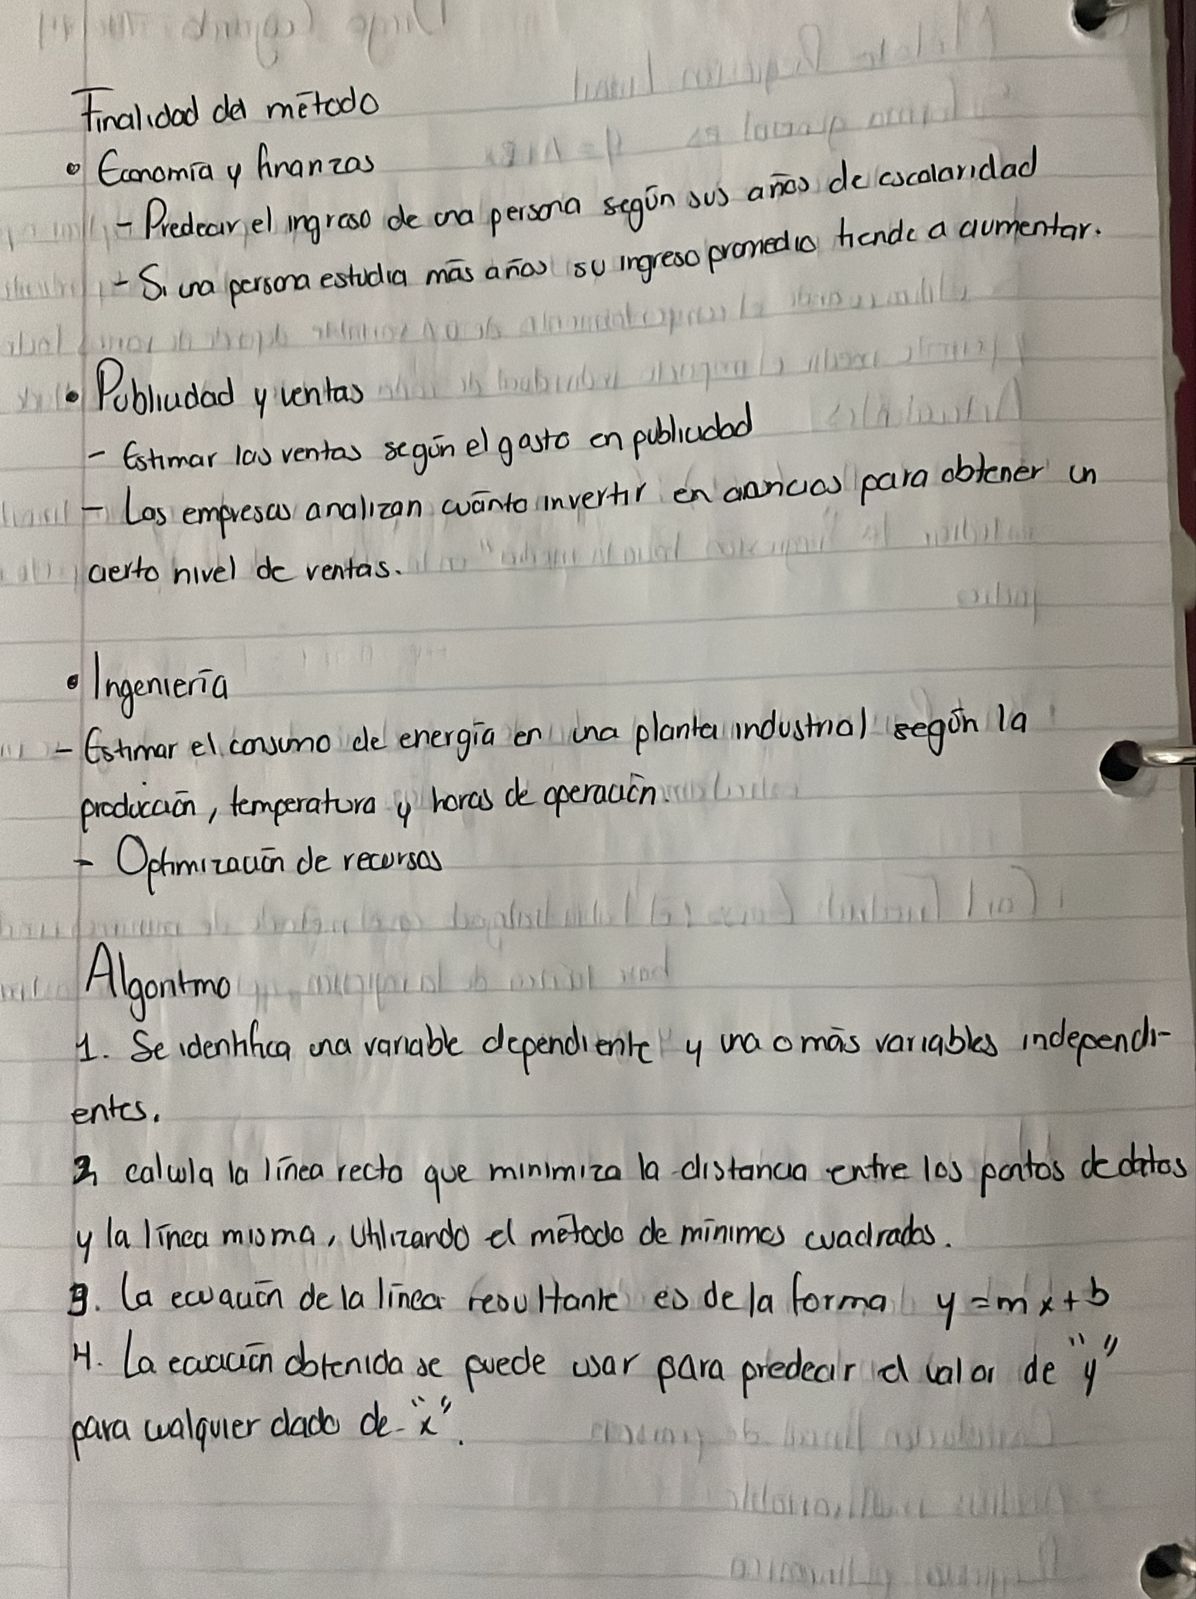 Finalidad del método
• Economía y finanzas
- Predecir el ingreso de una persona según sus años de escolaridad
- Si una persona estudia más años su ingreso promedio tiende a aumentar.
• Publicidad y ventas
- Estimar las ventas según el gasto en publicidad
- Las empresas analizan cuánto invertir en anuncios para obtener un
cierto nivel de ventas.
• Ingeniería
- Estimar el consumo de energía en una planta industrial según la
producción, temperatura y horas de operación.
- Optimización de recursos
Algoritmo
1. Se identifica una variable dependiente y una o más variables independi-
entes.
2. calcula la línea recta que minimiza la distancia entre los puntos de datos
y la línea misma, utilizando el método de mínimos cuadrados.
3. La ecuación de la línea resultante es de la forma y = mx + b
4. La ecuación obtenida se puede usar para predecir el valor de "y"
para cualquier dado de "x".